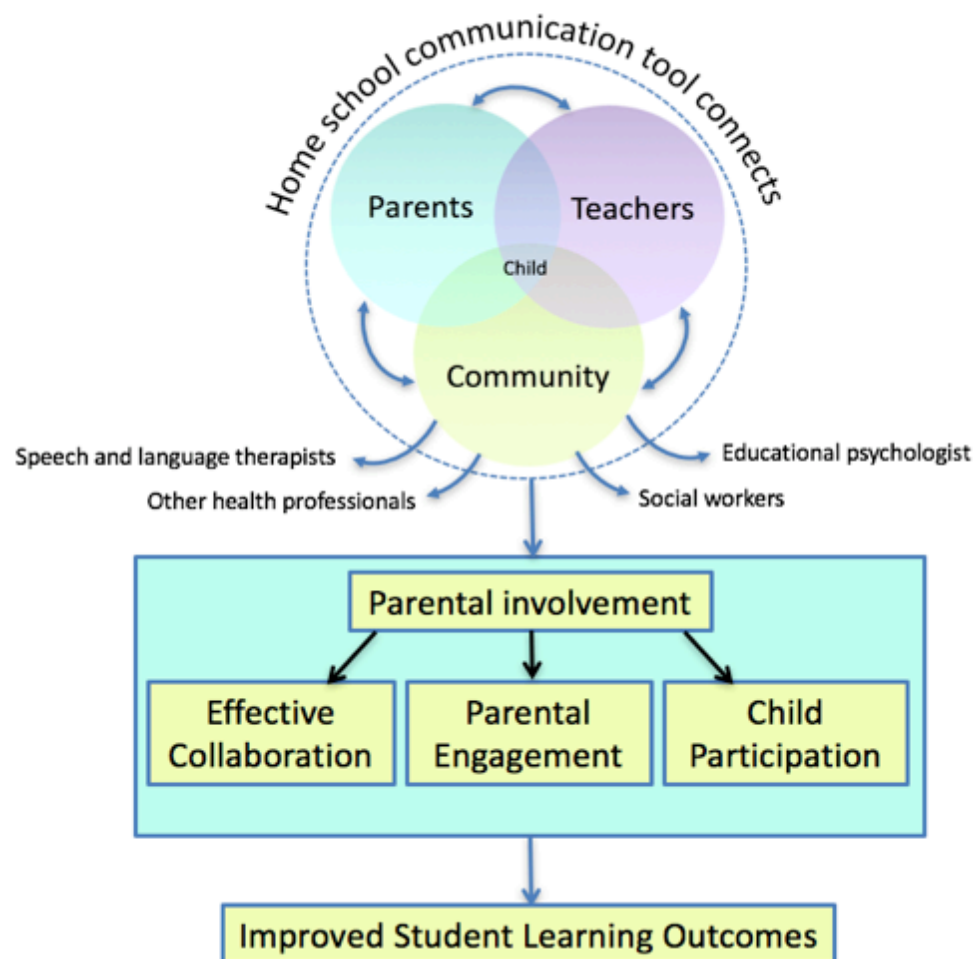 Home school communication tool connects
Parents
Teachers
Child
Community
Speech and language therapists
Educational psychologist
Other health professionals
Social workers
Parental involvement
Effective
Collaboration
Parental
Engagement
Child
Participation
Improved Student Learning Outcomes